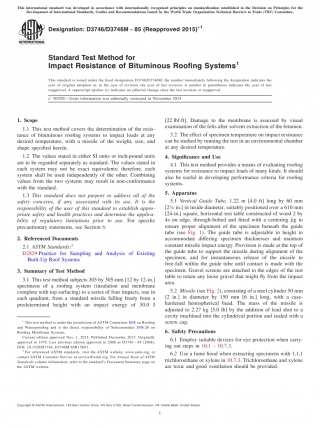 This international standard was developed in accordance with internationally recognized principles on standardization established in the Decision on Principles for the
Development of International Standards, Guides and Recommendations issued by the World Trade Organization Technical Barriers to Trade (TBT) Committee.
Designation: D3746/D3746M − 85 (Reapproved 2015)ε1
Standard Test Method for
Impact Resistance of Bituminous Roofing Systems1
This standard is issued under the fixed designation D3746/D3746M; the number immediately following the designation indicates the
year of original adoption or, in the case of revision, the year of last revision. A number in parentheses indicates the year of last
reapproval. A superscript epsilon (ε) indicates an editorial change since the last revision or reapproval.
ε1 NOTE—Units information was editorially corrected in November 2015.
1. Scope
1.1 This test method covers the determination of the resis-
tance of bituminous roofing systems to impact loads at any
desired temperature, with a missile of the weight, size, and
shape specified herein.
1.2 The values stated in either SI units or inch-pound units
are to be regarded separately as standard. The values stated in
each system may not be exact equivalents; therefore, each
system shall be used independently of the other. Combining
values from the two systems may result in non-conformance
with the standard.
1.3 This standard does not purport to address all of the
safety concerns, if any, associated with its use. It is the
responsibility of the user of this standard to establish appro-
priate safety and health practices and determine the applica-
bility of regulatory limitations prior to use. For specific
precautionary statements, see Section 6.
2. Referenced Documents
2.1 ASTM Standards:2
D2829 Practice for Sampling and Analysis of Existing
Built-Up Roof Systems
3. Summary of Test Method
3.1 This test method subjects 305 by 305-mm [12 by 12-in.]
specimens of a roofing system (insulation and membrane
complete with top surfacing) to a series of four impacts, one in
each quadrant, from a standard missile falling freely from a
predetermined height with an impact energy of 30.0 J
1 This test method is under the jurisdiction of ASTM Committee D08 on Roofing
and Waterproofing and is the direct responsibility of Subcommittee D08.20 on
Roofing Membrane Systems.
Current edition approved Nov. 1, 2015. Published December 2015. Originally
approved in 1978. Last previous edition approved in 2008 as D3746 – 85 (2008).
DOI: 10.1520/D3746_D3746M-85R15E01.
2 For referenced ASTM standards, visit the ASTM website, www.astm.org, or
contact ASTM Customer Service at service@astm.org. For Annual Book of ASTM
Standards volume information, refer to the standard's Document Summary page on
the ASTM website.
[22 lbf·ft]. Damage to the membrane is assessed by visual
examination of the felts after solvent extraction of the bitumen.
3.2 The effect of specimen temperature on impact resistance
can be studied by running the test in an environmental chamber
at any desired temperature.
4. Significance and Use
4.1 This test method provides a means of evaluating roofing
systems for resistance to impact loads of many kinds. It should
also be useful in developing performance criteria for roofing
systems.
5. Apparatus
5.1 Vertical Guide Tube, 1.22 m [4.0 ft] long by 60 mm
[2⅜ in.] in inside diameter, suitably positioned over a 610-mm
[24-in.] square, horizontal test table constructed of wood 2 by
4s on edge, through-bolted and fitted with a centering jig to
ensure proper alignment of the specimen beneath the guide
tube (see Fig. 1). The guide tube is adjustable in height to
accommodate differing specimen thicknesses and maintain
constant missile impact energy. Provision is made at the top of
the guide tube to support the missile during alignment of the
specimen, and for instantaneous release of the missile to
free-fall within the guide tube until contact is made with the
specimen. Gravel screens are attached to the edges of the test
table to retain any loose gravel that might fly from the impact
area.
5.2 Missile (see Fig. 2), consisting of a steel cylinder 50 mm
[2 in.] in diameter by 150 mm [6 in.] long, with a case-
hardened hemispherical head. The mass of the missile is
adjusted to 2.27 kg [5.0 lb] by the addition of lead shot to a
cavity machined into the cylindrical portion and sealed with a
screw cap.
6. Safety Precautions
6.1 Employ suitable devices for eye protection when carry-
ing out steps in 10.1 – 10.7.3.
6.2 Use a fume hood when extracting specimens with 1,1,1
trichloroethane or xylene in 10.7.3. Trichloroethane and xylene
are toxic and good ventilation should be provided.
Copyright © ASTM International, 100 Barr Harbor Drive, PO Box C700, West Conshohocken, PA 19428-2959. United States
1